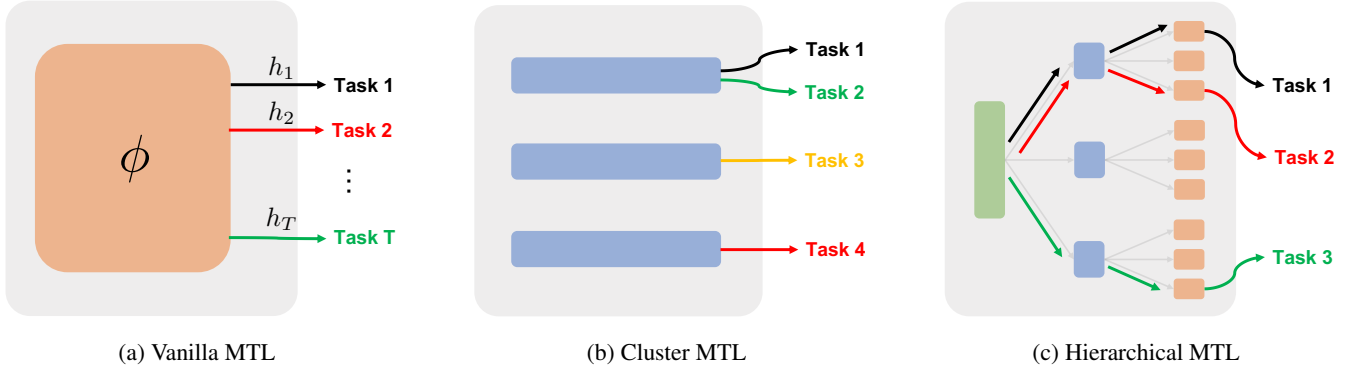 ϕ
h₁
Task 1
h₂
Task 2
⋮
h_T
Task T
(a) Vanilla MTL
Task 1
Task 2
Task 3
Task 4
(b) Cluster MTL
Task 1
Task 2
Task 3
(c) Hierarchical MTL